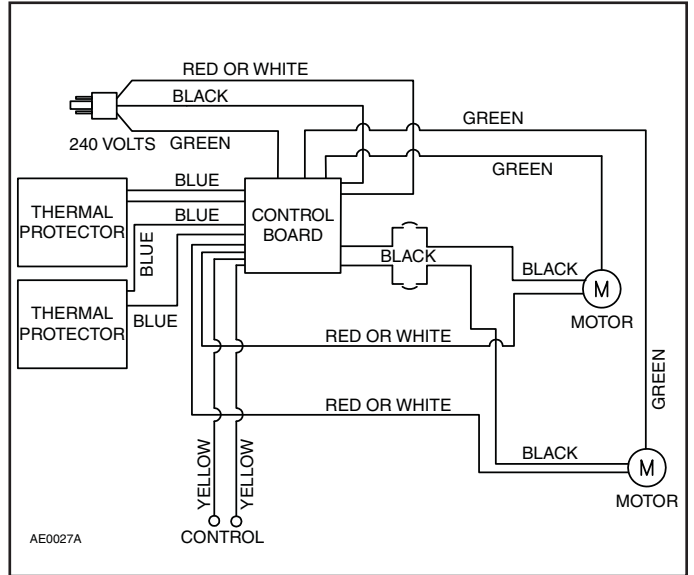 RED OR WHITE
BLACK
GREEN
240 VOLTS
GREEN
GREEN
BLUE
THERMAL
PROTECTOR
BLUE
CONTROL
BOARD
BLUE
BLACK
BLACK
M
MOTOR
THERMAL
PROTECTOR
BLUE
RED OR WHITE
GREEN
RED OR WHITE
YELLOW
YELLOW
BLACK
M
MOTOR
CONTROL
AE0027A